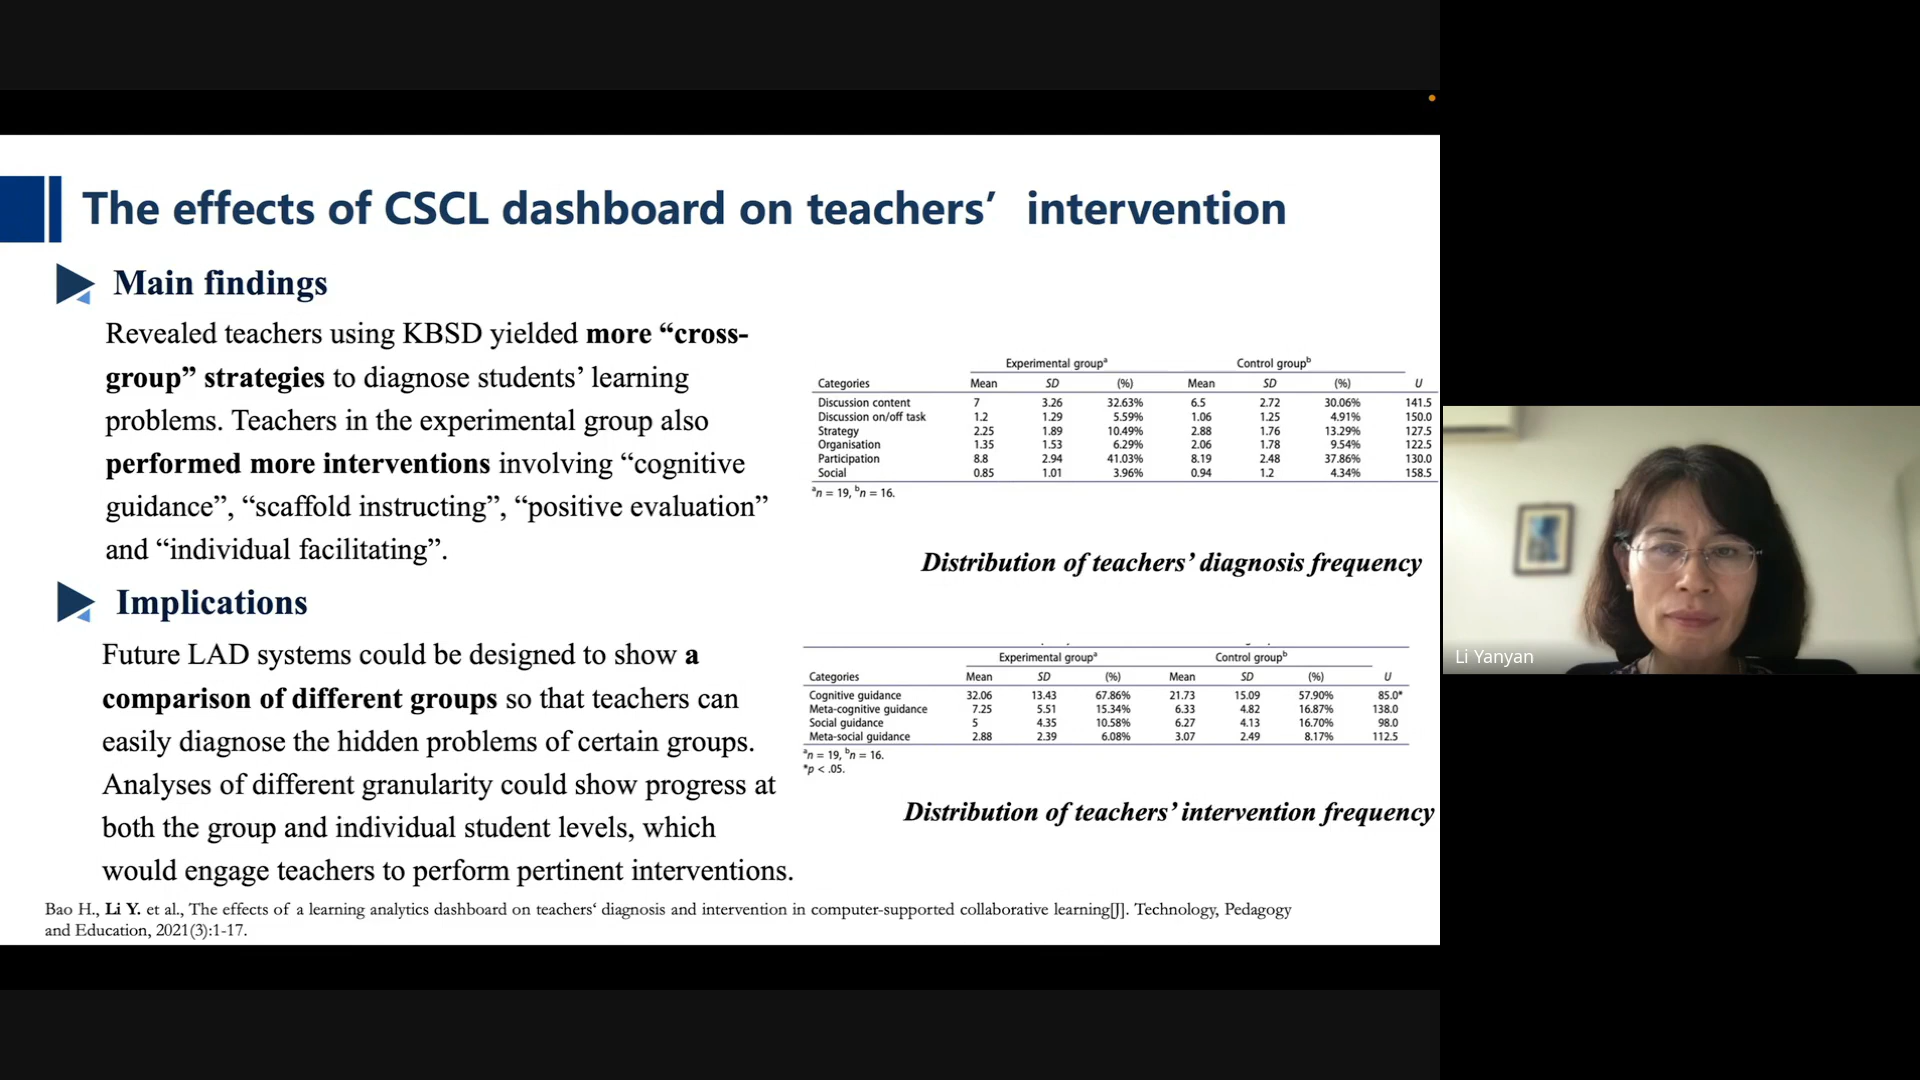 The effects of CSCL dashboard on teachers’ intervention
Main findings
Revealed teachers using KBSD yielded more “cross-
group” strategies to diagnose students’ learning
problems. Teachers in the experimental group also
performed more interventions involving “cognitive
guidance”, “scaffold instructing”, “positive evaluation”
and “individual facilitating”.
Implications
Future LAD systems could be designed to show a
comparison of different groups so that teachers can
easily diagnose the hidden problems of certain groups.
Analyses of different granularity could show progress at
both the group and individual student levels, which
would engage teachers to perform pertinent interventions.
Experimental groupa Control groupb
Categories Mean SD (%) Mean SD (%) U
Discussion content 7 3.26 32.63% 6.5 2.72 30.06% 141.5
Discussion on/off task 1.2 1.29 5.59% 1.06 1.25 4.91% 150.0
Strategy 2.25 1.89 10.49% 2.88 1.76 13.29% 127.5
Organisation 1.35 1.53 6.29% 2.06 1.78 9.54% 122.5
Participation 8.8 2.94 41.03% 8.19 2.48 37.86% 130.0
Social 0.85 1.01 3.96% 0.94 1.2 4.34% 158.5
an = 19, bn = 16.
Distribution of teachers’ diagnosis frequency
Experimental groupa Control groupb
Categories Mean SD (%) Mean SD (%) U
Cognitive guidance 32.06 13.43 67.86% 21.73 15.09 57.90% 85.0*
Meta-cognitive guidance 7.25 5.51 15.34% 6.33 4.82 16.87% 138.0
Social guidance 5 4.35 10.58% 6.27 4.13 16.70% 98.0
Meta-social guidance 2.88 2.39 6.08% 3.07 2.49 8.17% 112.5
an = 19, bn = 16.
*p < .05.
Distribution of teachers’ intervention frequency
Bao H., Li Y. et al., The effects of a learning analytics dashboard on teachers‘ diagnosis and intervention in computer-supported collaborative learning[J]. Technology, Pedagogy
and Education, 2021(3):1-17.
Li Yanyan